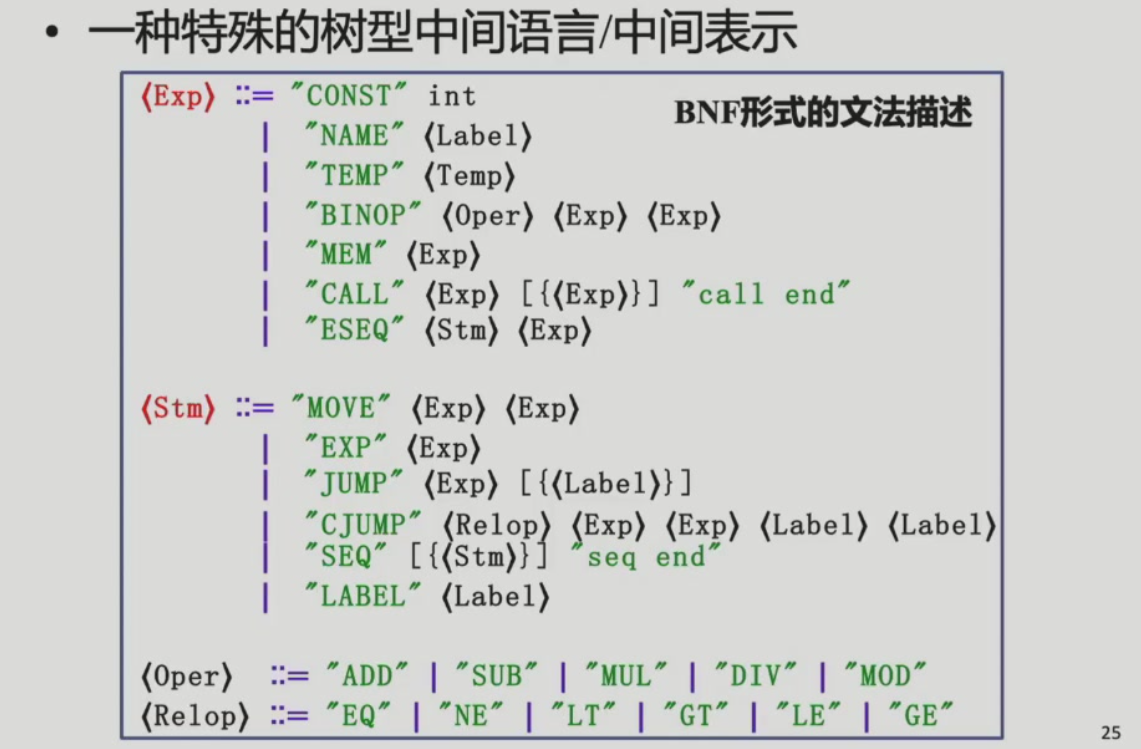 • 一种特殊的树型中间语言/中间表示
⟨Exp⟩ ::= "CONST" int
BNF形式的文法描述
| "NAME" ⟨Label⟩
| "TEMP" ⟨Temp⟩
| "BINOP" ⟨Oper⟩ ⟨Exp⟩ ⟨Exp⟩
| "MEM" ⟨Exp⟩
| "CALL" ⟨Exp⟩ [{⟨Exp⟩}] "call end"
| "ESEQ" ⟨Stm⟩ ⟨Exp⟩
⟨Stm⟩ ::= "MOVE" ⟨Exp⟩ ⟨Exp⟩
| "EXP" ⟨Exp⟩
| "JUMP" ⟨Exp⟩ [{⟨Label⟩}]
| "CJUMP" ⟨Relop⟩ ⟨Exp⟩ ⟨Exp⟩ ⟨Label⟩ ⟨Label⟩
| "SEQ" [{⟨Stm⟩}] "seq end"
| "LABEL" ⟨Label⟩
⟨Oper⟩ ::= "ADD" | "SUB" | "MUL" | "DIV" | "MOD"
⟨Relop⟩ ::= "EQ" | "NE" | "LT" | "GT" | "LE" | "GE"
25